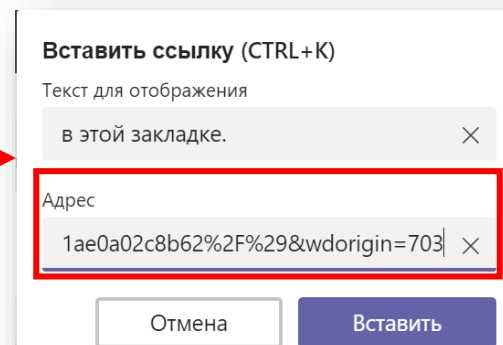 Вставить ссылку (CTRL+K)
Текст для отображения
в этой закладке.
Адрес
1ae0a02c8b62%2F%29&wdorigin=703
Отмена
Вставить